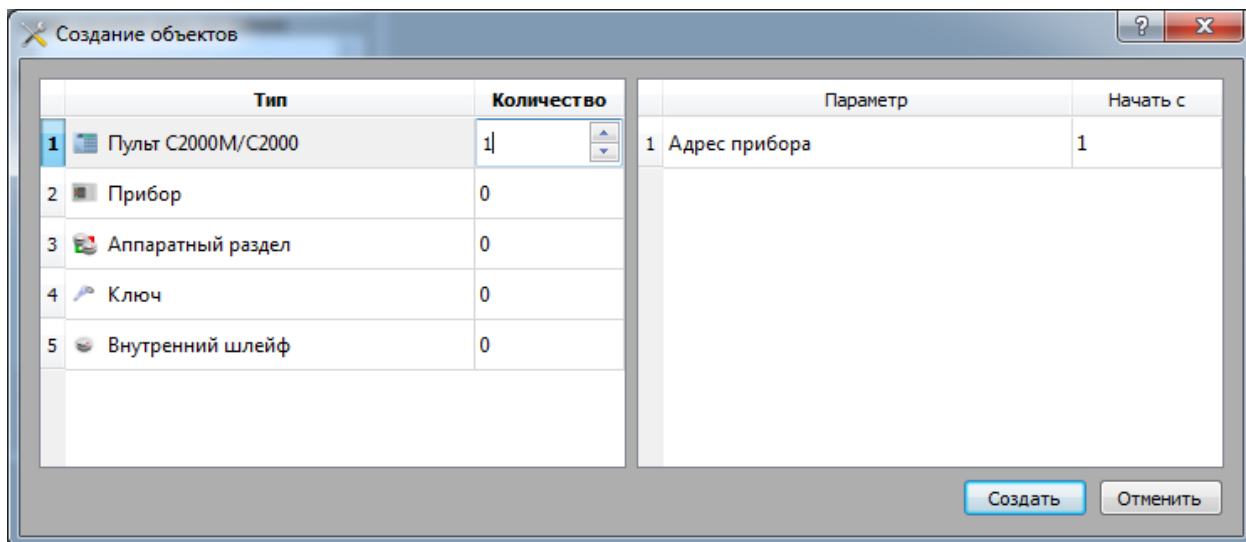 Создание объектов
Тип Количество Параметр Начать с
1 Пульт С2000М/С2000 1 1 Адрес прибора 1
2 Прибор 0
3 Аппаратный раздел 0
4 Ключ 0
5 Внутренний шлейф 0
Создать Отменить